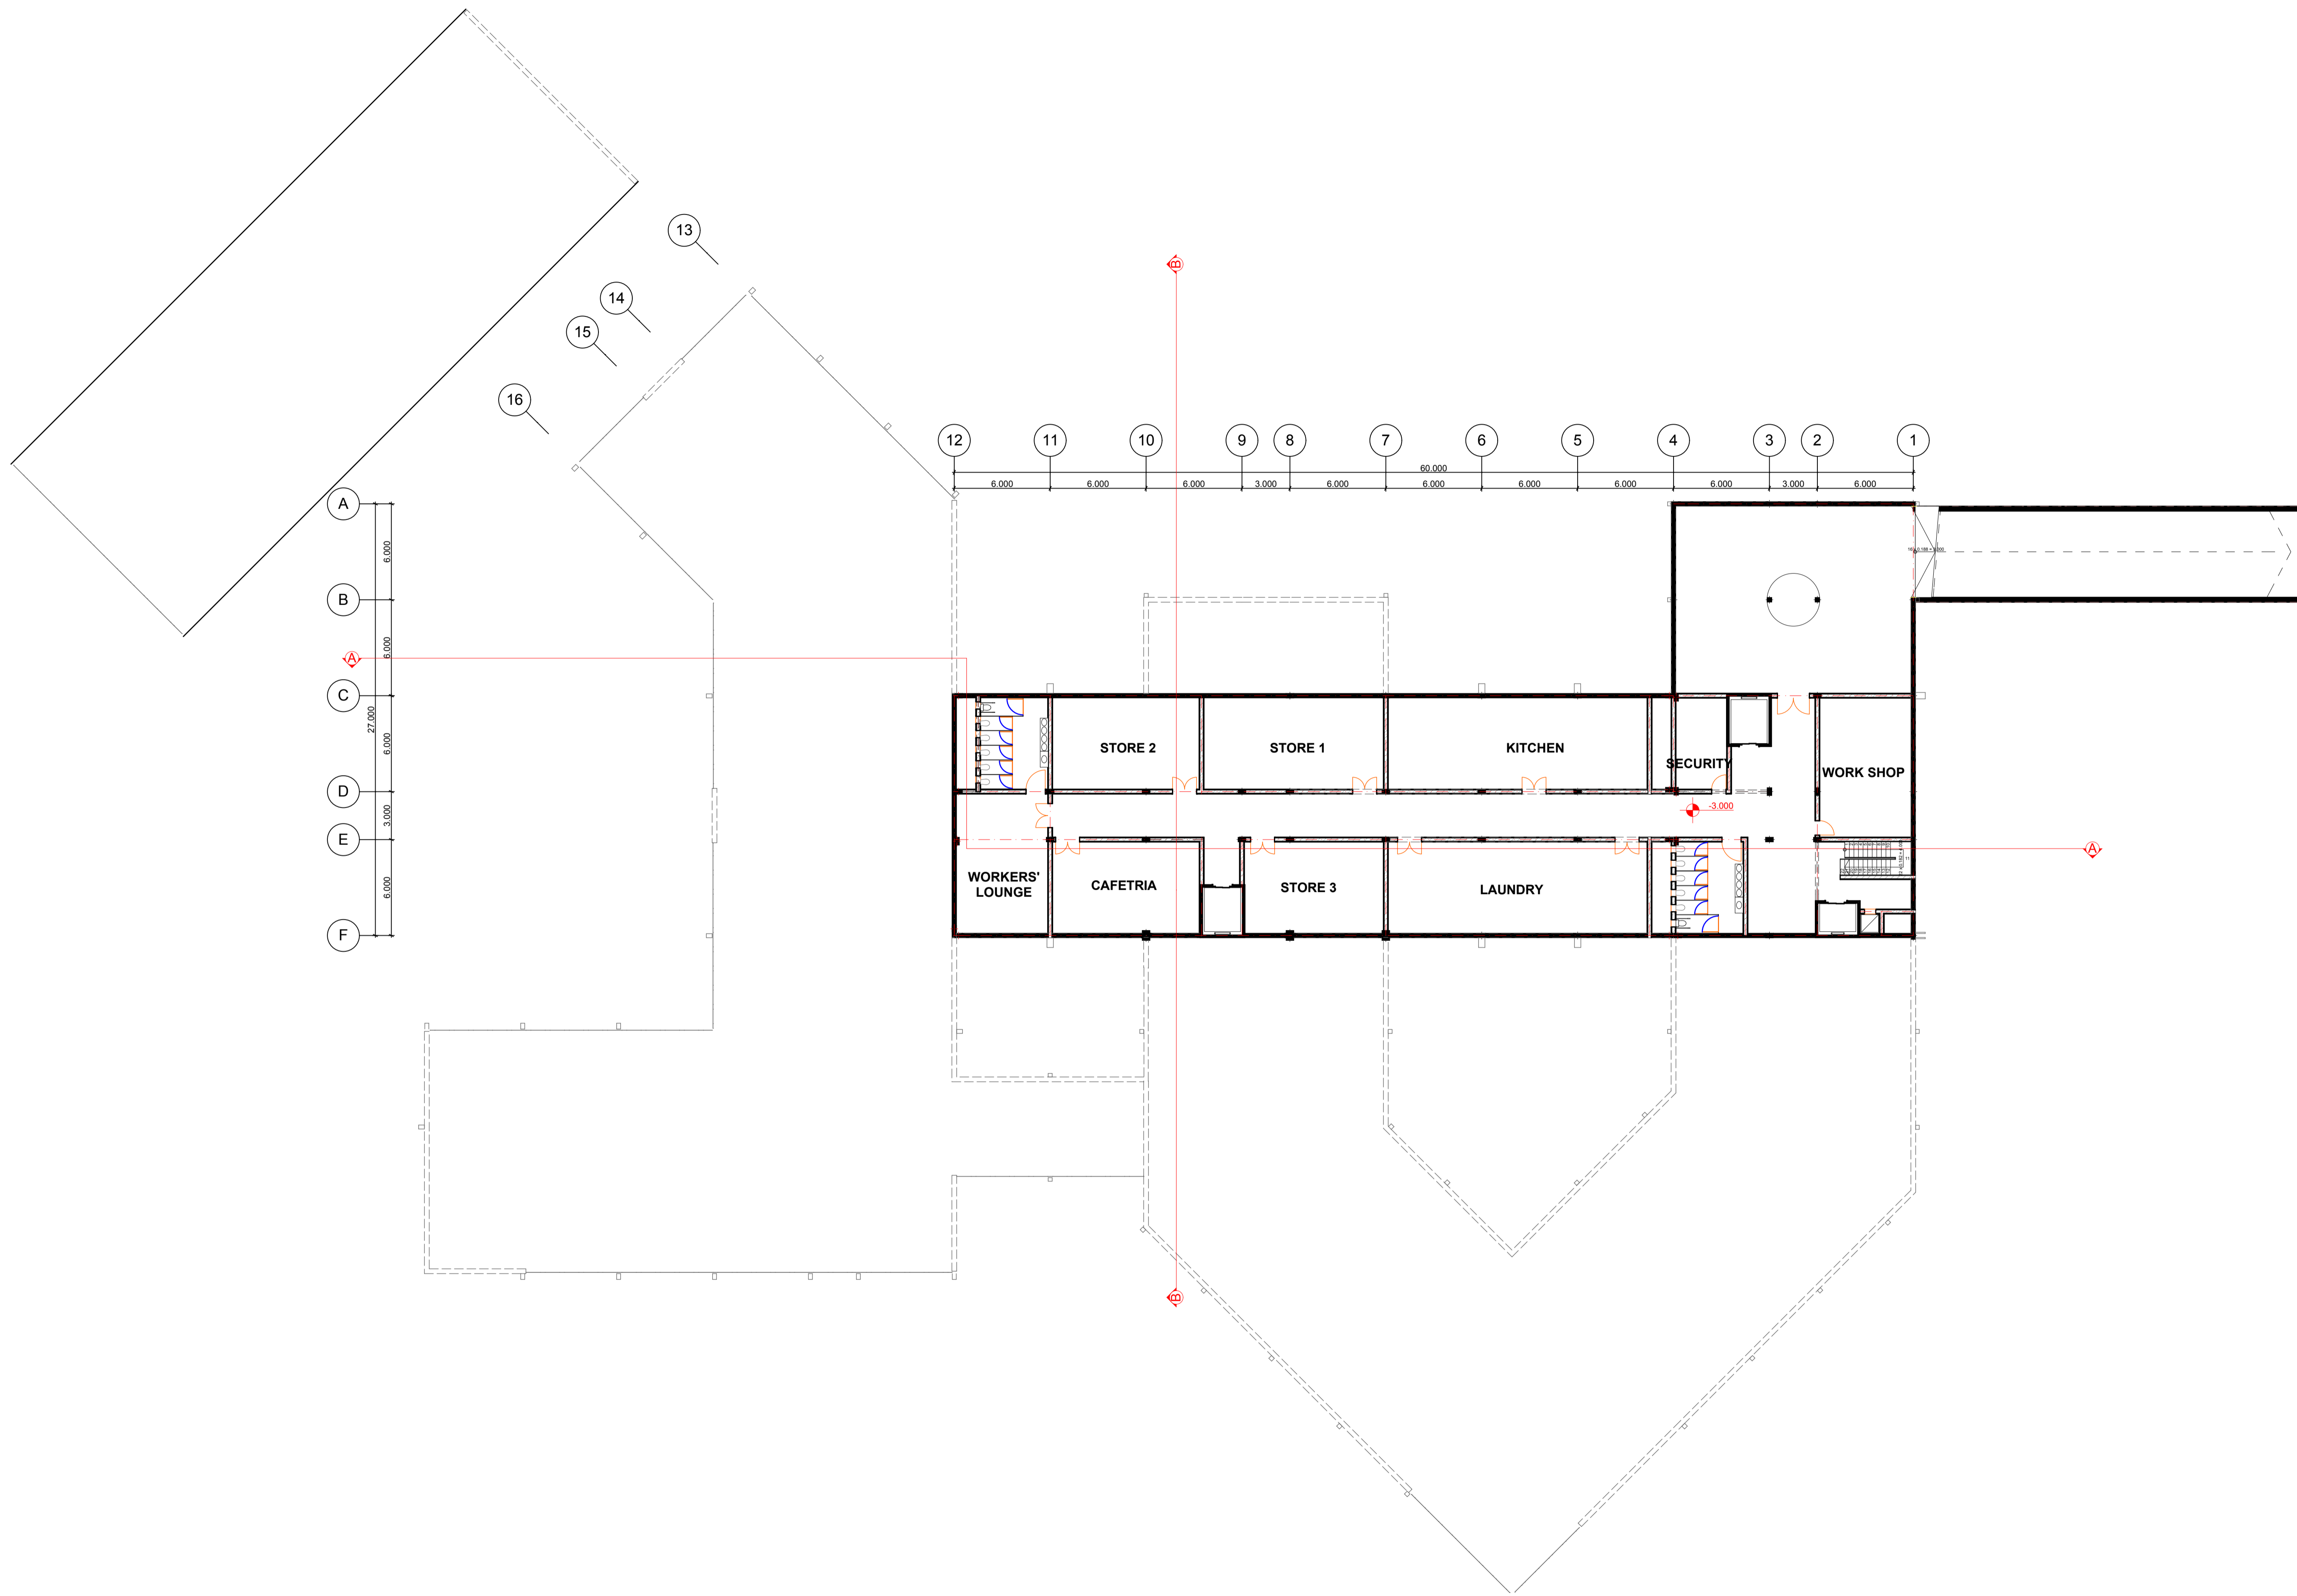 13
14
15
16
B
12
11
10
9
8
7
6
5
4
3
2
1
60.000
6.000
6.000
6.000
3.000
6.000
6.000
6.000
6.000
6.000
3.000
6.000
A
B
C
D
E
F
6.000
6.000
6.000
3.000
6.000
27.000
A
STORE 2
STORE 1
KITCHEN
SECURITY
WORK SHOP
-3.000
WORKERS'
LOUNGE
CAFETRIA
STORE 3
LAUNDRY
A
B